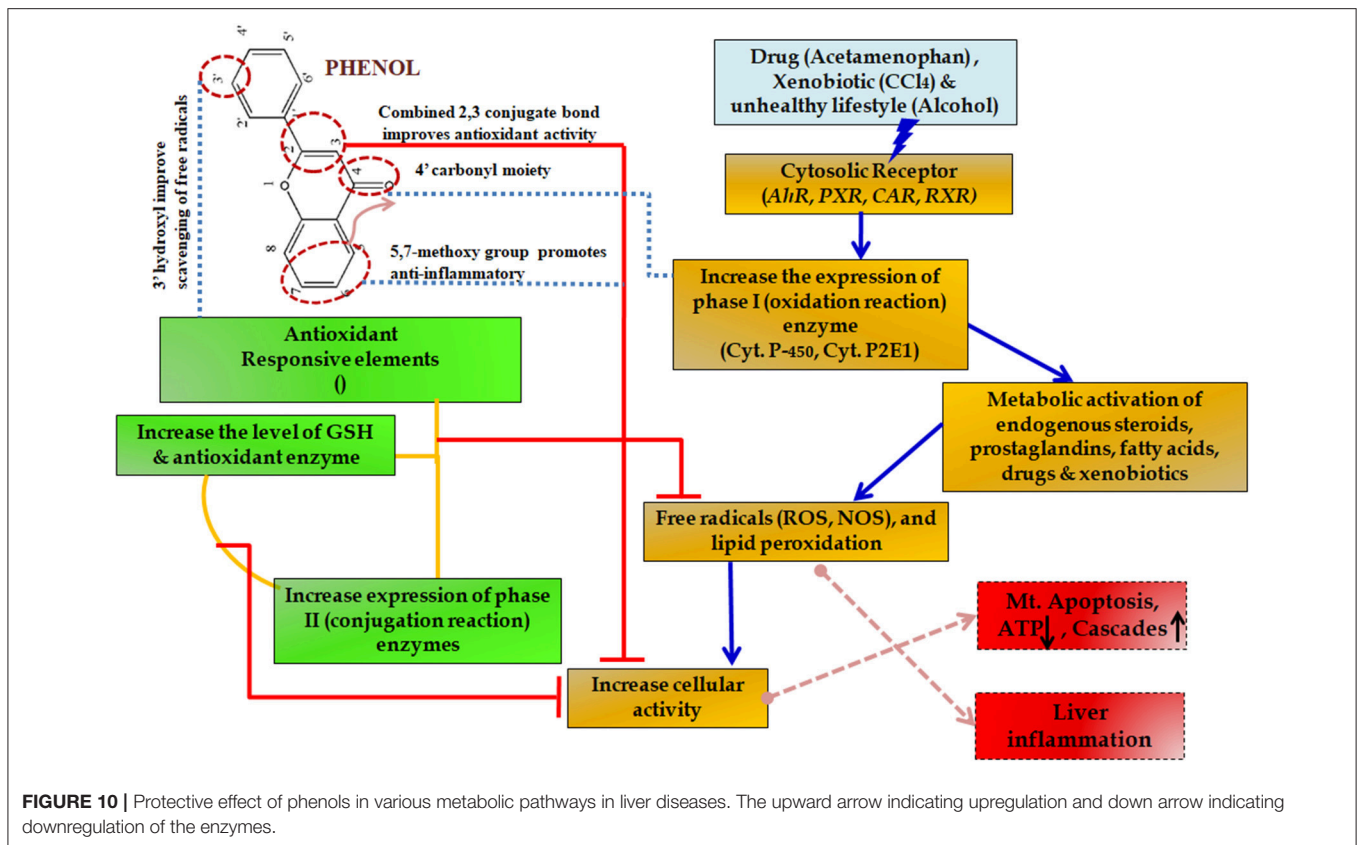 4'
5'
PHENOL
3'
6'
2'
1'
3' hydroxyl improve
scavenging of free radicals
Combined 2,3 conjugate bond
improves antioxidant activity
2
3
4
O
4' carbonyl moiety
1
O
8
5
7
6
5,7-methoxy group promotes
anti-inflammatory
Drug (Acetamenophan) ,
Xenobiotic (CCl4) &
unhealthy lifestyle (Alcohol)
Cytosolic Receptor
(AhR, PXR, CAR, RXR)
Increase the expression of
phase I (oxidation reaction)
enzyme
(Cyt. P-450, Cyt. P2E1)
Metabolic activation of
endogenous steroids,
prostaglandins, fatty acids,
drugs & xenobiotics
Antioxidant
Responsive elements
()
Increase the level of GSH
& antioxidant enzyme
Free radicals (ROS, NOS), and
lipid peroxidation
Increase expression of phase
II (conjugation reaction)
enzymes
Mt. Apoptosis,
ATP↓ , Cascades↑
Increase cellular
activity
Liver
inflammation
FIGURE 10 | Protective effect of phenols in various metabolic pathways in liver diseases. The upward arrow indicating upregulation and down arrow indicating
downregulation of the enzymes.